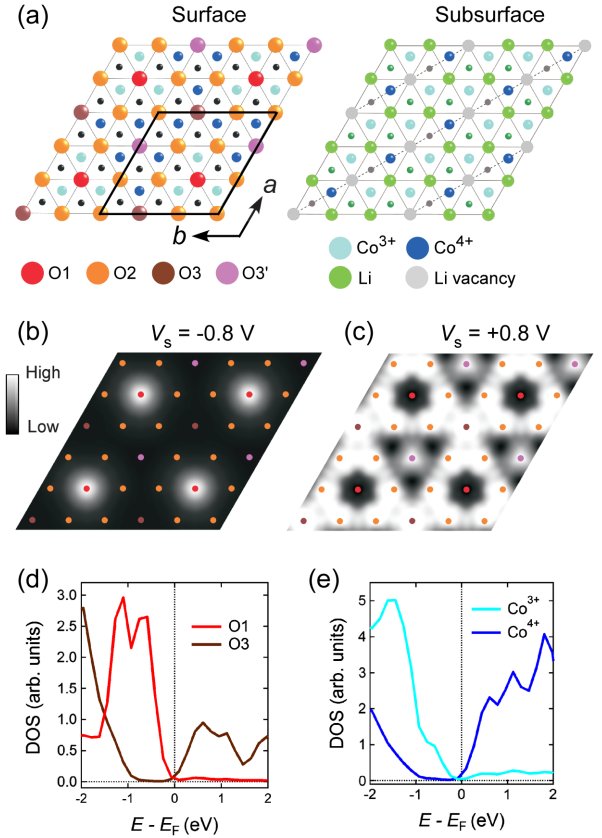 (a) Surface Subsurface
a
b
Co3+ Co4+
O1 O2 O3 O3' Li Li vacancy
(b) Vs = -0.8 V (c) Vs = +0.8 V
High
Low
(d) (e)
3.0
2.5
2.0
1.5
1.0
0.5
0.0
DOS (arb. units)
O1
O3
-2 -1 0 1 2
E - EF (eV)
5
4
3
2
1
0
DOS (arb. units)
Co3+
Co4+
-2 -1 0 1 2
E - EF (eV)